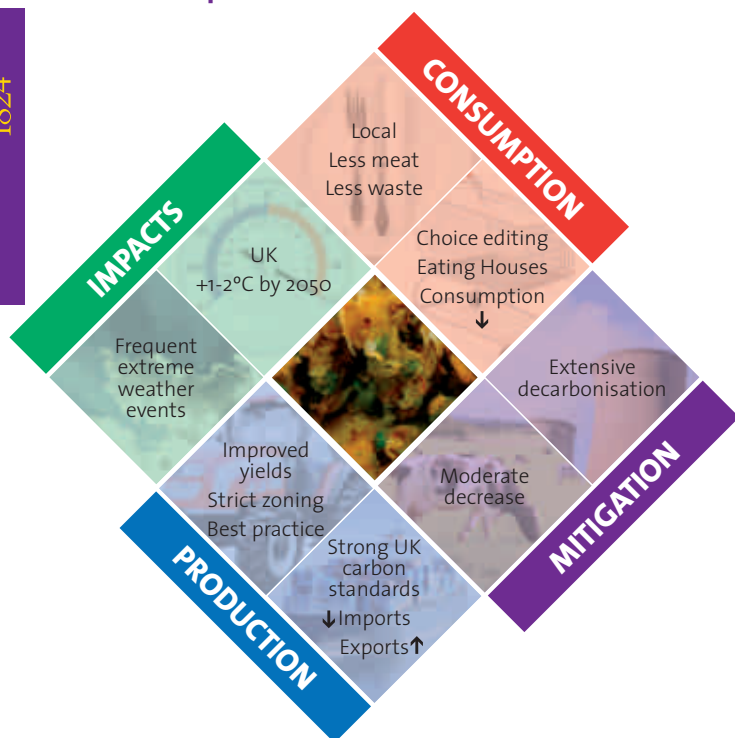 1824
CONSUMPTION
Local
Less meat
Less waste
Choice editing
Eating Houses
Consumption
↓
IMPACTS
UK
+1-2°C by 2050
Frequent
extreme
weather
events
Extensive
decarbonisation
Moderate
decrease
MITIGATION
Improved
yields
Strict zoning
Best practice
Strong UK
carbon
standards
↓Imports
Exports↑
PRODUCTION